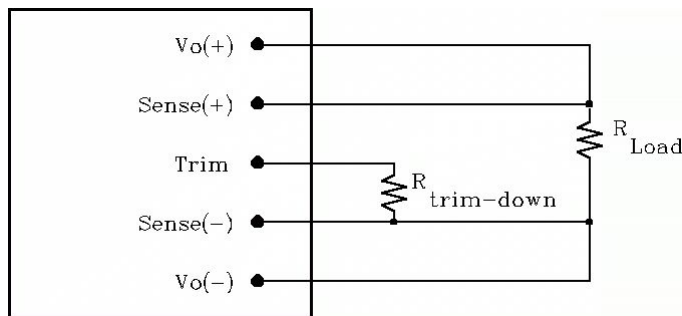 Vo(+)
Sense(+)
R
Load
Trim
R
trim-down
Sense(-)
Vo(-)